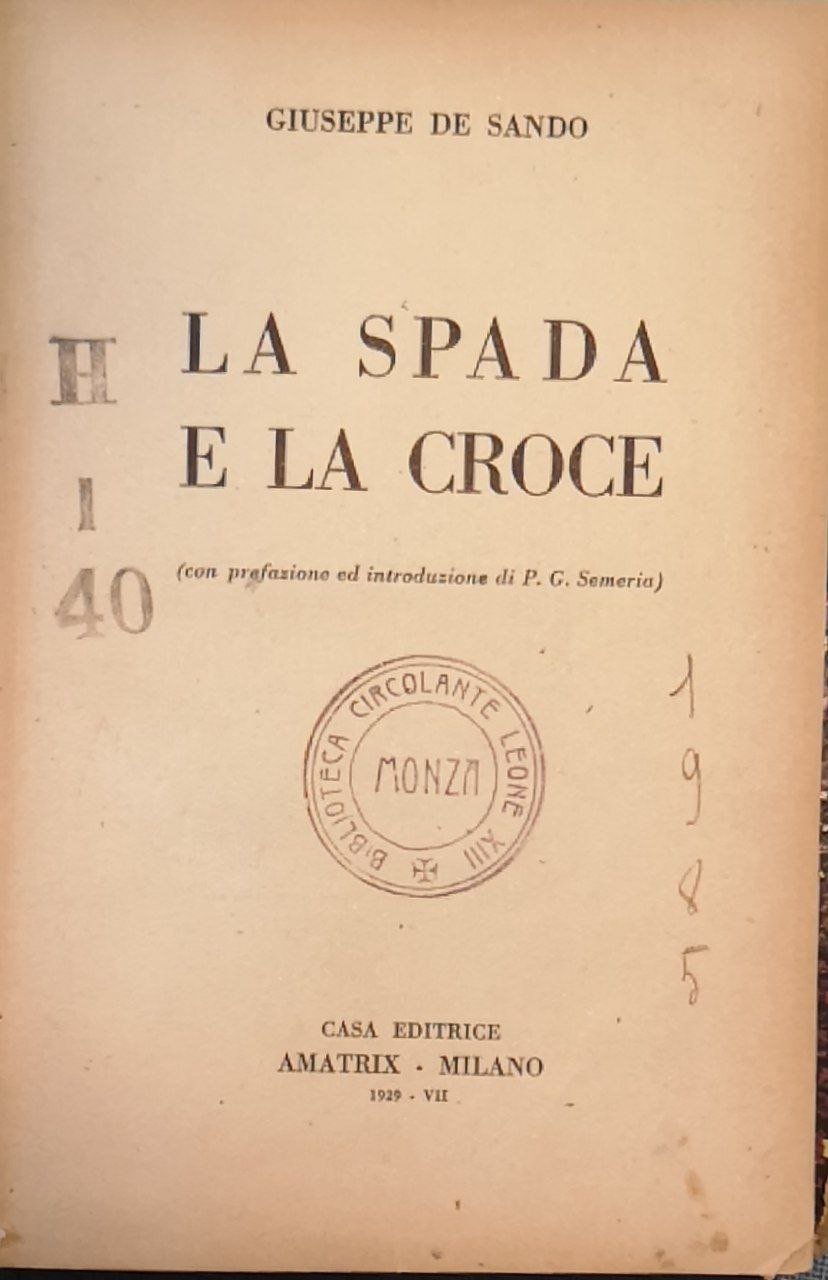 GIUSEPPE DE SANDO
LA SPADA
E LA CROCE
H
I
40
(con prefazione ed introduzione di P. G. Semeria)
BIBLIOTECA CIRCOLANTE LEONE XIII
MONZA
1
9
8
5
CASA EDITRICE
AMATRIX - MILANO
1929 - VII